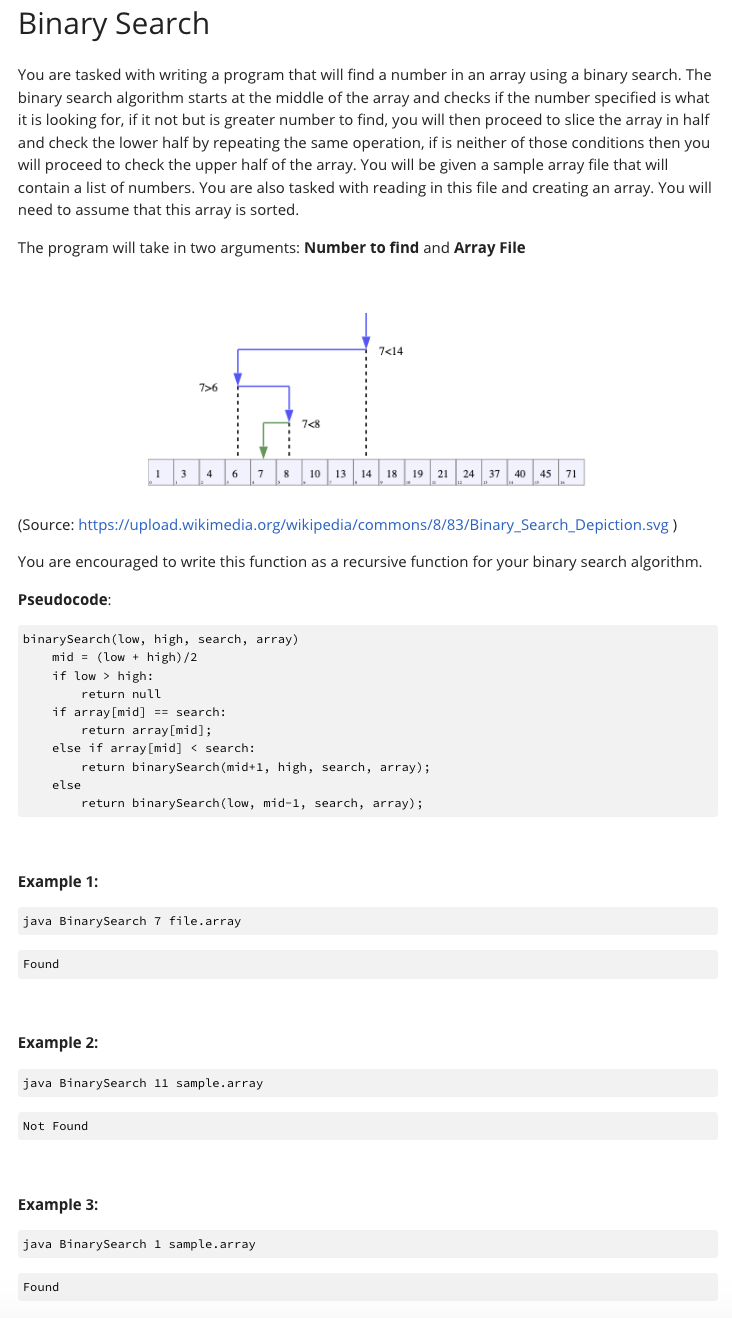 Binary Search
You are tasked with writing a program that will find a number in an array using a binary search. The
binary search algorithm starts at the middle of the array and checks if the number specified is what
it is looking for, if it not but is greater number to find, you will then proceed to slice the array in half
and check the lower half by repeating the same operation, if is neither of those conditions then you
will proceed to check the upper half of the array. You will be given a sample array file that will
contain a list of numbers. You are also tasked with reading in this file and creating an array. You will
need to assume that this array is sorted.
The program will take in two arguments: Number to find and Array File
7<14
7>6
7<8
1 3 4 6 7 8 10 13 14 18 19 21 24 37 40 45 71
(Source: https://upload.wikimedia.org/wikipedia/commons/8/83/Binary_Search_Depiction.svg )
You are encouraged to write this function as a recursive function for your binary search algorithm.
Pseudocode:
binarySearch(low, high, search, array)
    mid = (low + high)/2
    if low > high:
        return null
    if array[mid] == search:
        return array[mid];
    else if array[mid] < search:
        return binarySearch(mid+1, high, search, array);
    else
        return binarySearch(low, mid-1, search, array);
Example 1:
java BinarySearch 7 file.array
Found
Example 2:
java BinarySearch 11 sample.array
Not Found
Example 3:
java BinarySearch 1 sample.array
Found